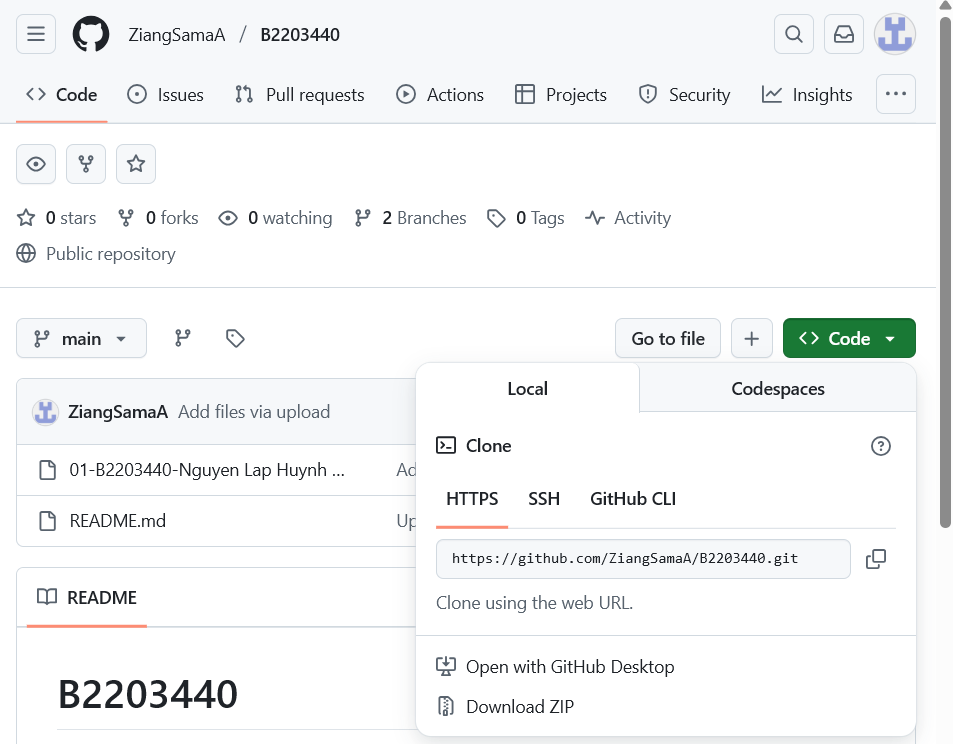 ZiangSamaA / B2203440
Code Issues Pull requests Actions Projects Security Insights
0 stars 0 forks 0 watching 2 Branches 0 Tags Activity
Public repository
main Go to file Code
Local Codespaces
ZiangSamaA Add files via upload
Clone
01-B2203440-Nguyen Lap Huynh ... Ad
HTTPS SSH GitHub CLI
README.md Up
https://github.com/ZiangSamaA/B2203440.git
Clone using the web URL.
README
Open with GitHub Desktop
B2203440
Download ZIP